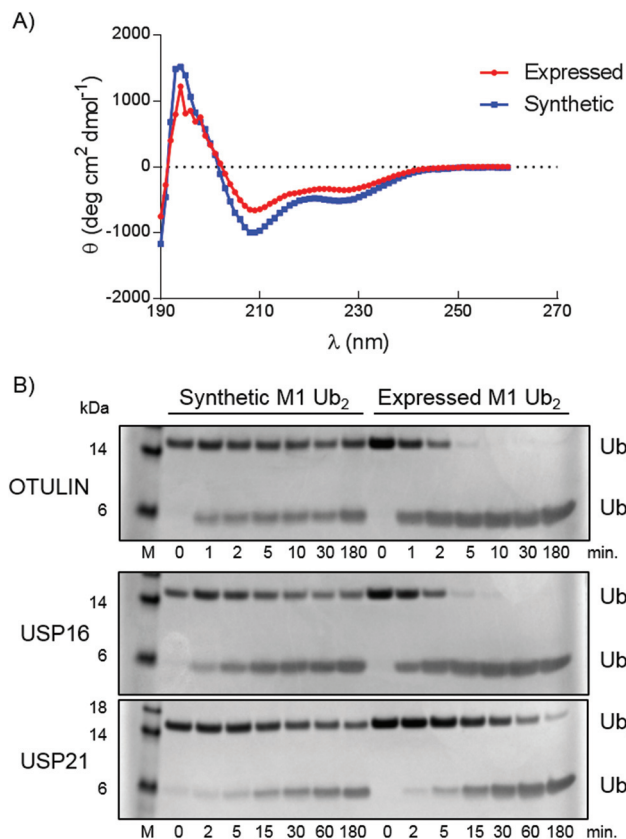 A)
2000
1000
0
-1000
-2000
190
210
230
250
270
θ (deg cm² dmol⁻¹)
λ (nm)
Expressed
Synthetic
B)
kDa
Synthetic M1 Ub₂
Expressed M1 Ub₂
OTULIN
14
6
Ub
Ub
M 0 1 2 5 10 30 180 0 1 2 5 10 30 180 min.
USP16
14
6
Ub
Ub
USP21
18
14
6
Ub
Ub
M 0 2 5 15 30 60 180 0 2 5 15 30 60 180 min.